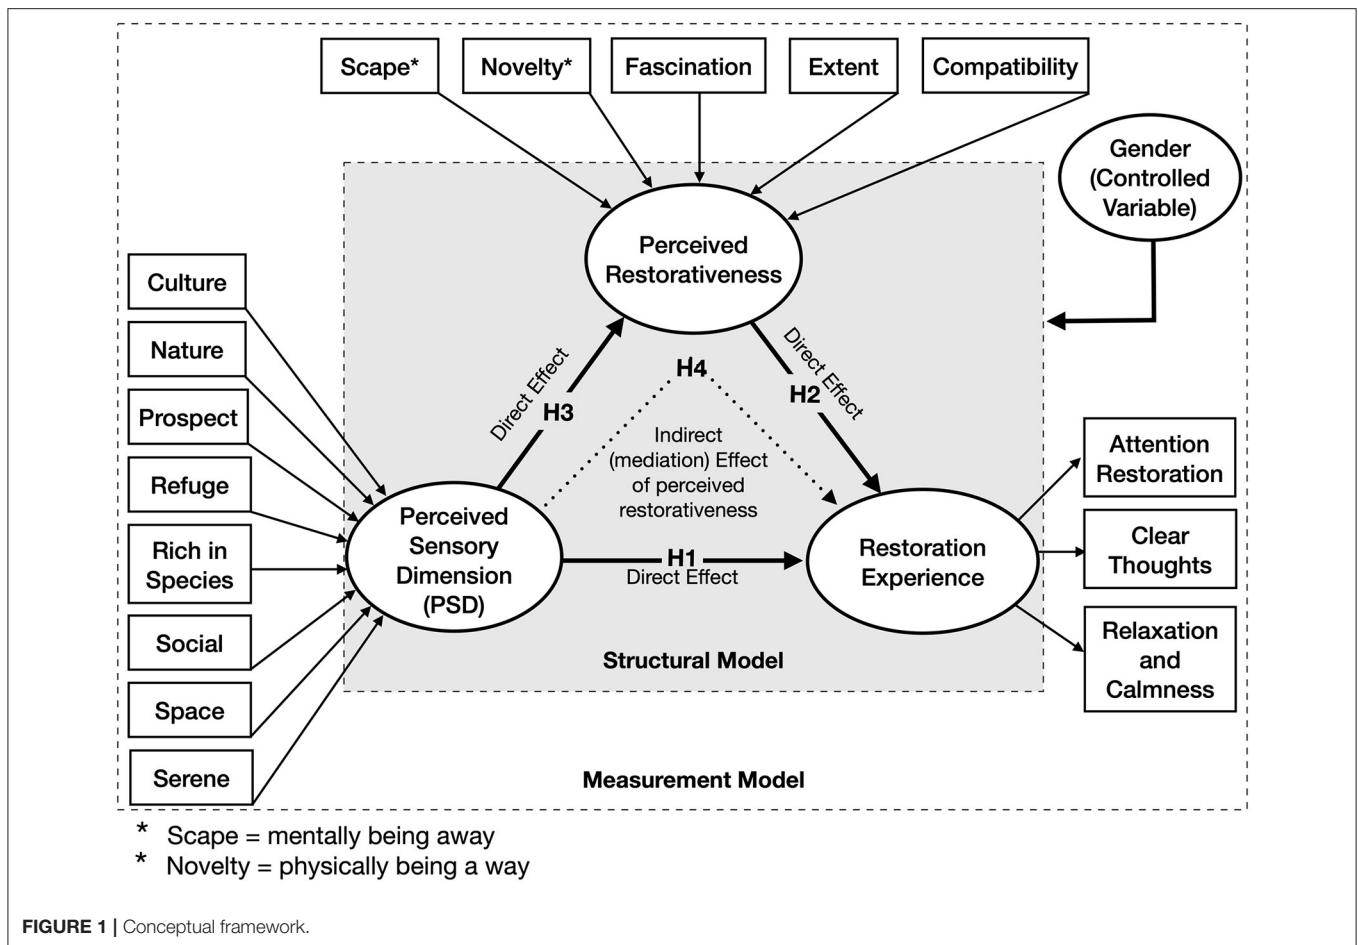 Scape*
Novelty*
Fascination
Extent
Compatibility
Gender
(Controlled
Variable)
Perceived
Restorativeness
Culture
Nature
Prospect
Refuge
Rich in
Species
Social
Space
Serene
Direct Effect
H3
H4
Direct Effect
H2
Indirect
(mediation) Effect
of perceived
restorativeness
Perceived
Sensory
Dimension
(PSD)
H1
Direct Effect
Restoration
Experience
Attention
Restoration
Clear
Thoughts
Relaxation
and
Calmness
Structural Model
Measurement Model
* Scape = mentally being away
* Novelty = physically being a way
FIGURE 1 | Conceptual framework.